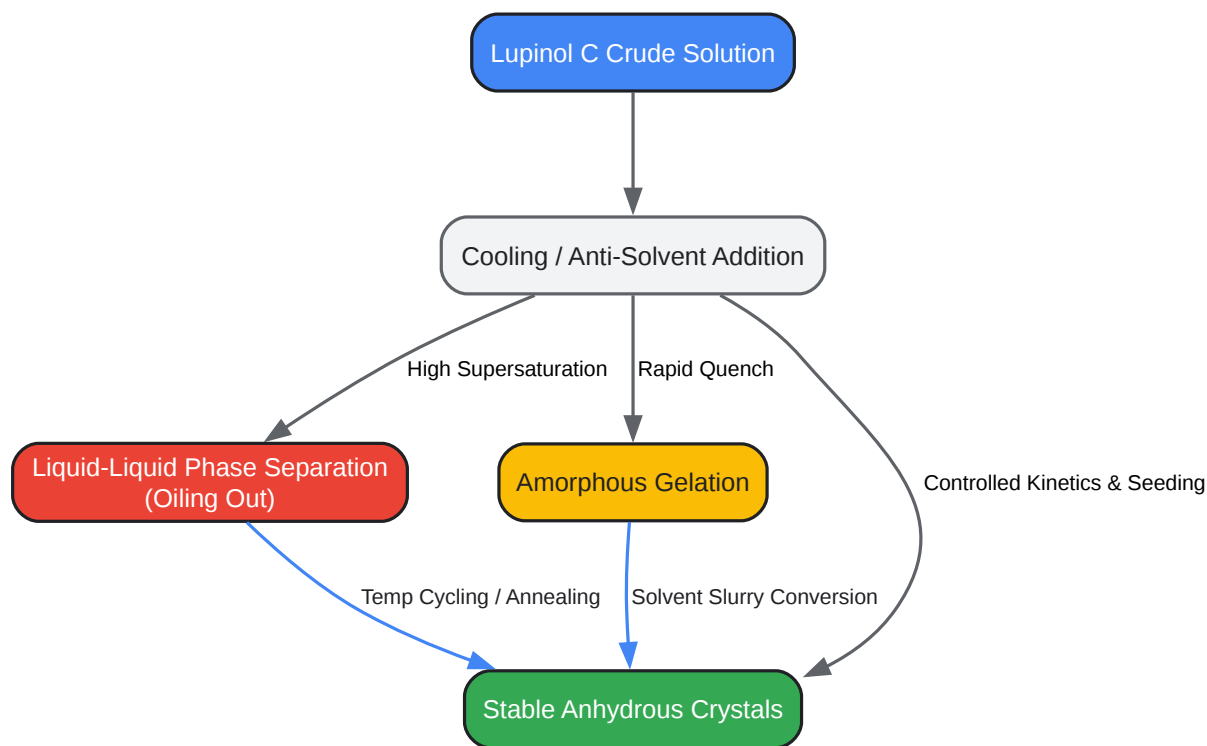 Lupinol C Crude Solution
Cooling / Anti-Solvent Addition
High Supersaturation
Rapid Quench
Liquid-Liquid Phase Separation
(Oiling Out)
Amorphous Gelation
Controlled Kinetics & Seeding
Temp Cycling / Annealing
Solvent Slurry Conversion
Stable Anhydrous Crystals